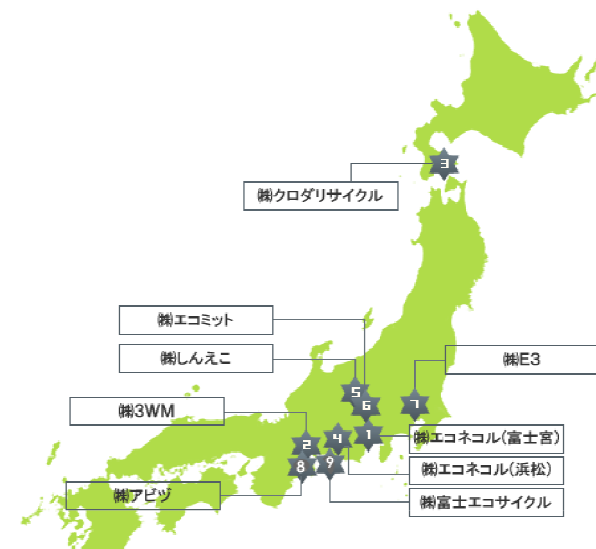 3
㈱クロダリサイクル
㈱エコミット
㈱しんえこ
㈱E3
5
6
7
㈱3WM
1
㈱エコネコル(富士宮)
2
4
㈱エコネコル(浜松)
8
9
㈱アビヅ
㈱富士エコサイクル